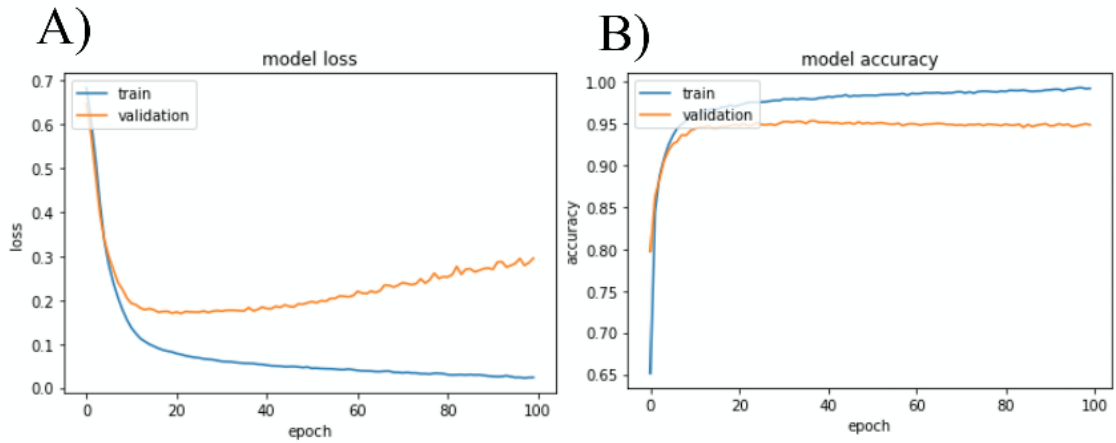 A)
model loss
train
validation
0.7
0.6
0.5
0.4
0.3
0.2
0.1
0.0
loss
0 20 40 60 80 100
epoch
B)
model accuracy
train
validation
1.00
0.95
0.90
0.85
0.80
0.75
0.70
0.65
accuracy
0 20 40 60 80 100
epoch